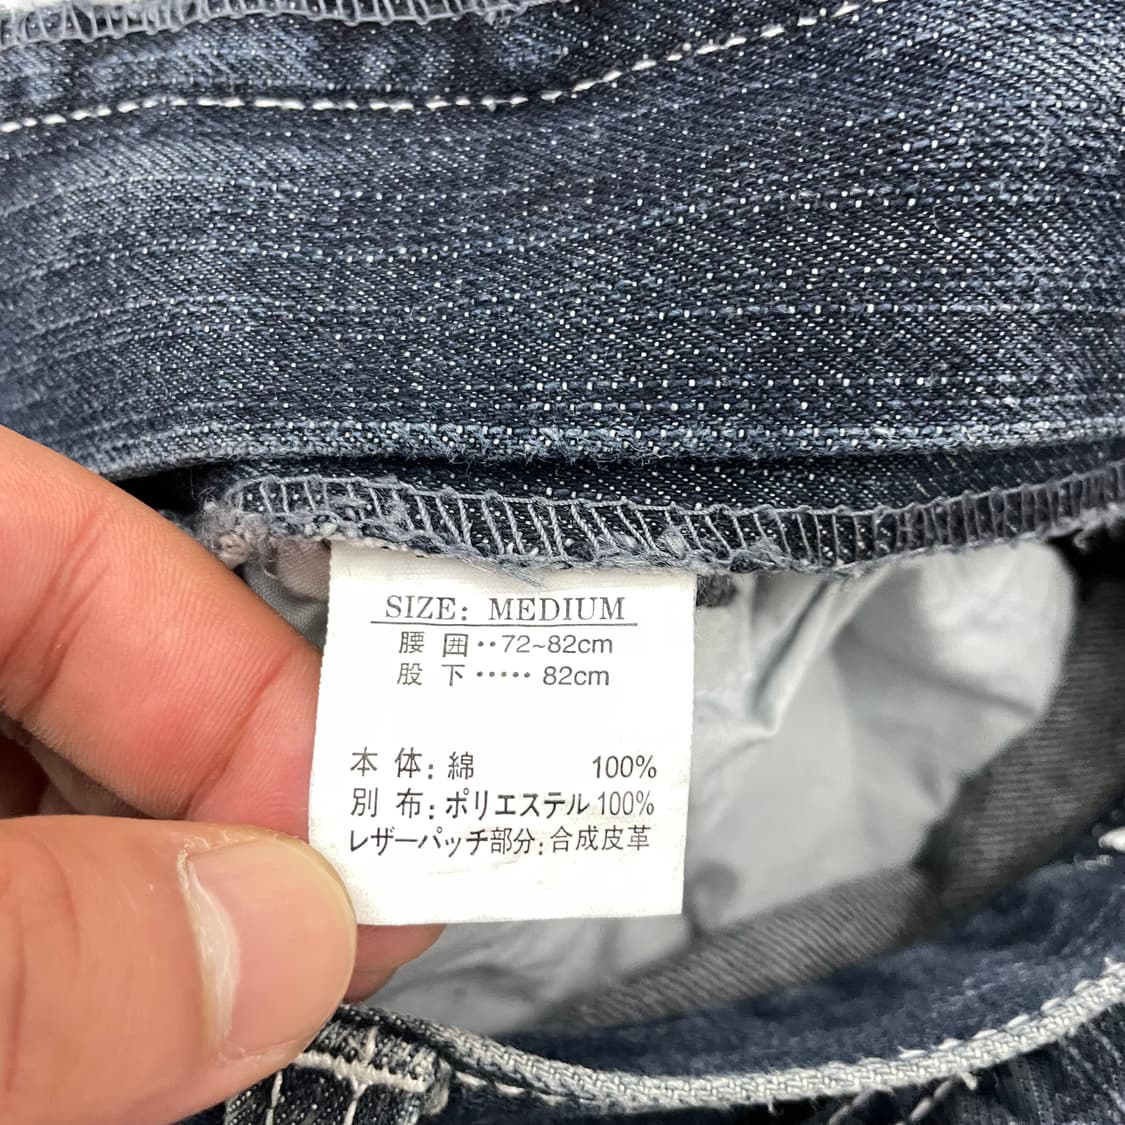 SIZE: MEDIUM
腰 囲‥72~82cm
股 下‥‥‥ 82cm
本 体: 綿 100%
別 布: ポリエステル 100%
レザーパッチ部分: 合成皮革